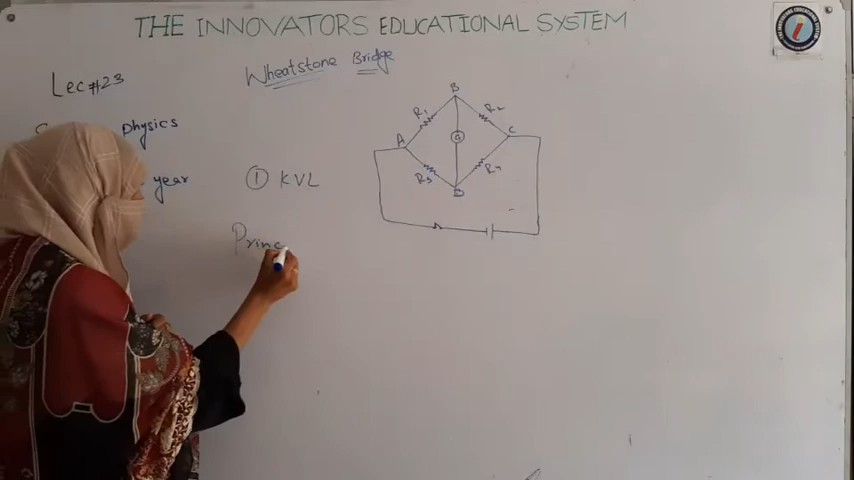 THE INNOVATORS EDUCATIONAL SYSTEM
Lec#23
Wheatstone Bridge
physics
year
① KVL
Princ
B
R1
R2
A
G
C
R3
R4
D